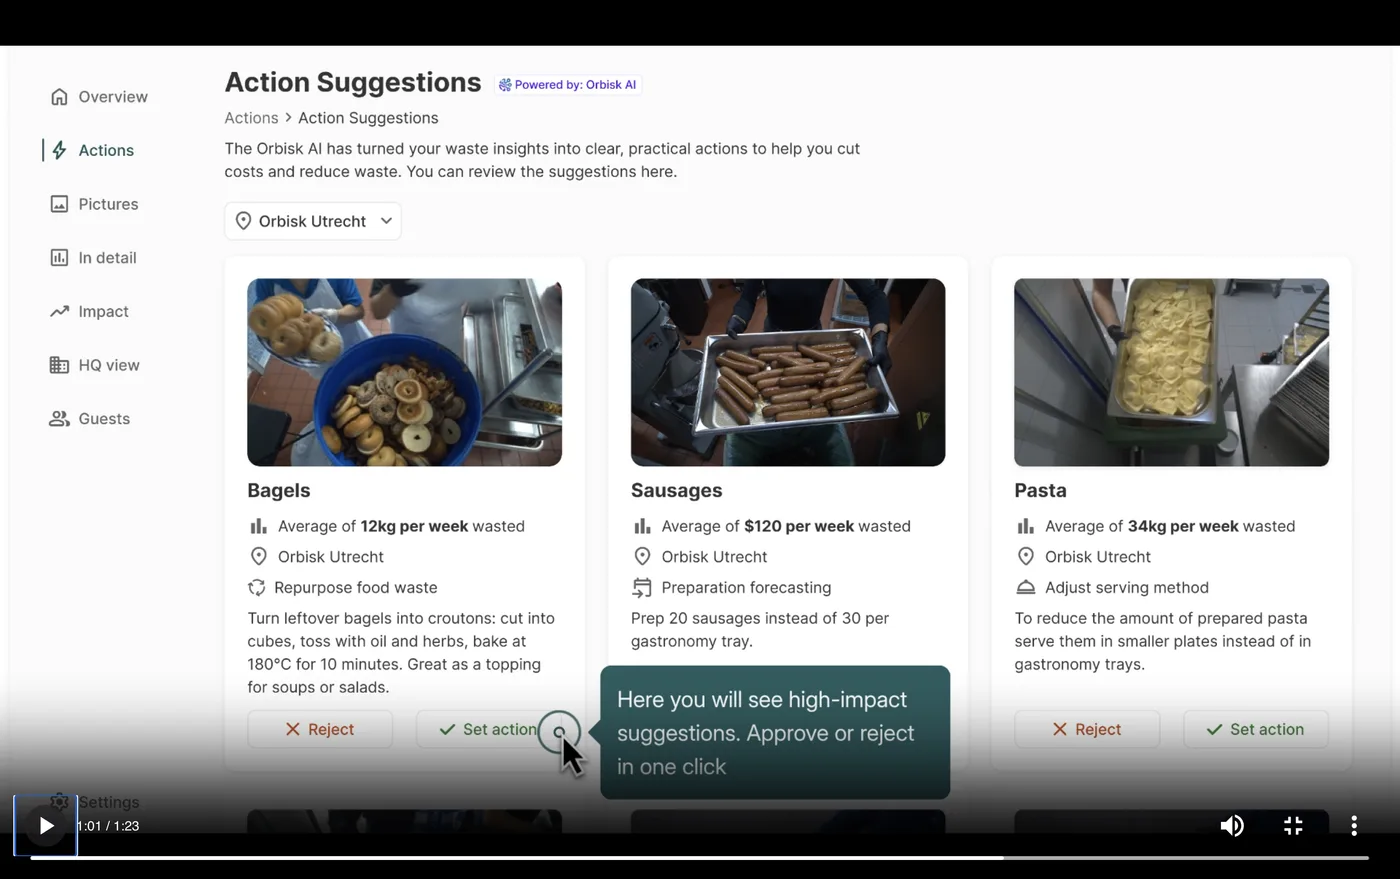 Overview
Actions
Pictures
In detail
Impact
HQ view
Guests
Settings
Action Suggestions
Powered by: Orbisk AI
Actions > Action Suggestions
The Orbisk AI has turned your waste insights into clear, practical actions to help you cut
costs and reduce waste. You can review the suggestions here.
Orbisk Utrecht
Bagels
Average of 12kg per week wasted
Orbisk Utrecht
Repurpose food waste
Turn leftover bagels into croutons: cut into
cubes, toss with oil and herbs, bake at
180°C for 10 minutes. Great as a topping
for soups or salads.
Reject
Set action
Sausages
Average of $120 per week wasted
Orbisk Utrecht
Preparation forecasting
Prep 20 sausages instead of 30 per
gastronomy tray.
Here you will see high-impact
suggestions. Approve or reject
in one click
Pasta
Average of 34kg per week wasted
Orbisk Utrecht
Adjust serving method
To reduce the amount of prepared pasta
serve them in smaller plates instead of in
gastronomy trays.
Reject
Set action
1:01 / 1:23